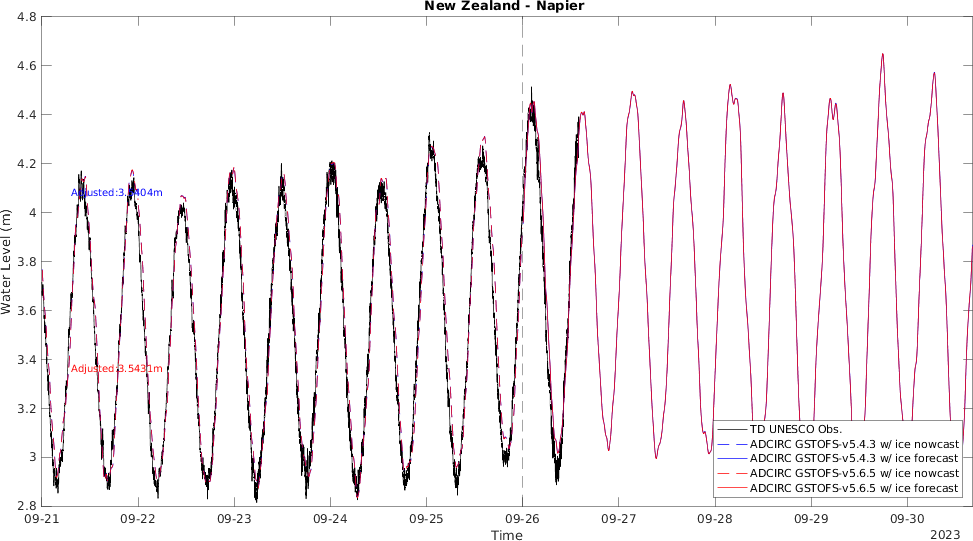 New Zealand - Napier
4.8
4.6
4.4
4.2
4
3.8
3.6
3.4
3.2
3
2.8
Water Level (m)
Adjusted:3.5431m
TD UNESCO Obs.
ADCIRC GSTOFS-v5.4.3 w/ ice nowcast
ADCIRC GSTOFS-v5.4.3 w/ ice forecast
ADCIRC GSTOFS-v5.6.5 w/ ice nowcast
ADCIRC GSTOFS-v5.6.5 w/ ice forecast
09-21 09-22 09-23 09-24 09-25 09-26 09-27 09-28 09-29 09-30
Time
2023